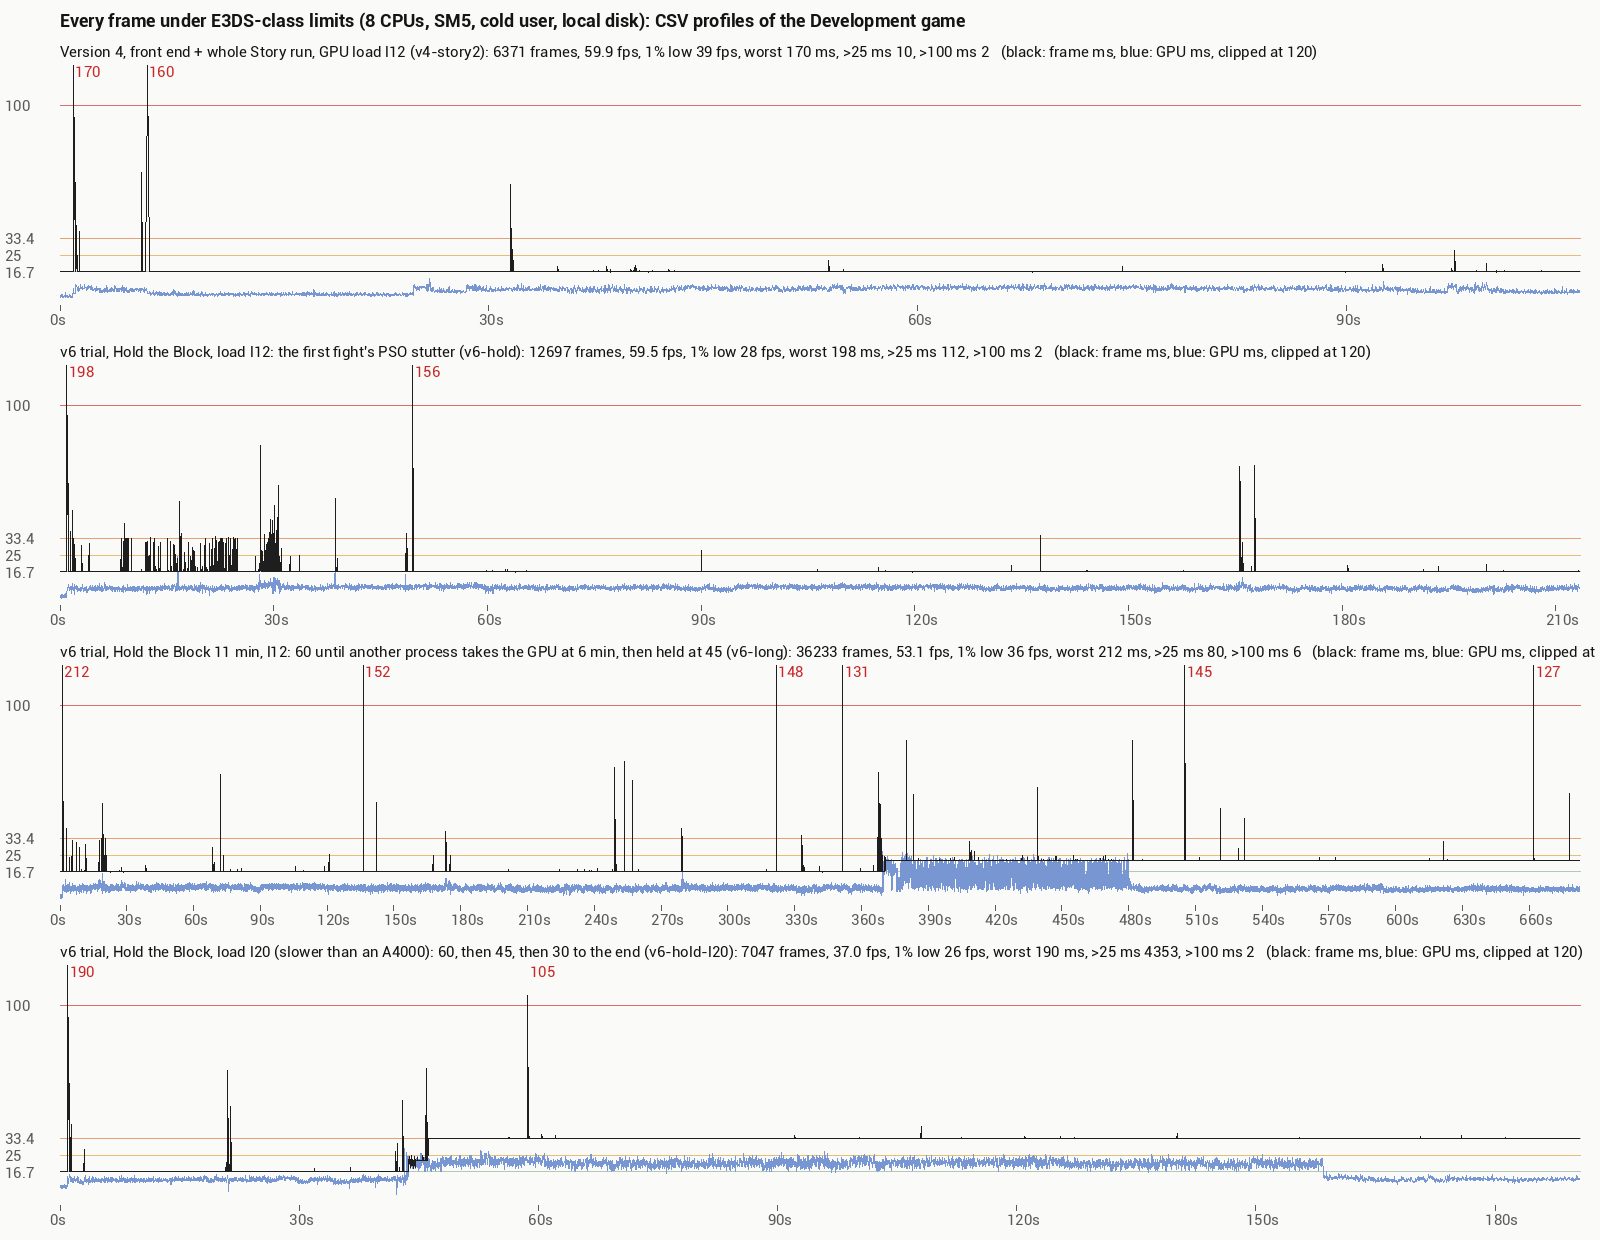 Every frame under E3DS-class limits (8 CPUs, SM5, cold user, local disk): CSV profiles of the Development game
Version 4, front end + whole Story run, GPU load l12 (v4-story2): 6371 frames, 59.9 fps, 1% low 39 fps, worst 170 ms, >25 ms 10, >100 ms 2 (black: frame ms, blue: GPU ms, clipped at 120)
170 160
100
33.4
25
16.7
0s 30s 60s 90s
v6 trial, Hold the Block, load l12: the first fight's PSO stutter (v6-hold): 12697 frames, 59.5 fps, 1% low 28 fps, worst 198 ms, >25 ms 112, >100 ms 2 (black: frame ms, blue: GPU ms, clipped at 120)
198 156
100
33.4
25
16.7
0s 30s 60s 90s 120s 150s 180s 210s
v6 trial, Hold the Block 11 min, l12: 60 until another process takes the GPU at 6 min, then held at 45 (v6-long): 36233 frames, 53.1 fps, 1% low 36 fps, worst 212 ms, >25 ms 80, >100 ms 6 (black: frame ms, blue: GPU ms, clipped at
212 152 148 131 145 127
100
33.4
25
16.7
0s 30s 60s 90s 120s 150s 180s 210s 240s 270s 300s 330s 360s 390s 420s 450s 480s 510s 540s 570s 600s 630s 660s
v6 trial, Hold the Block, load l20 (slower than an A4000): 60, then 45, then 30 to the end (v6-hold-l20): 7047 frames, 37.0 fps, 1% low 26 fps, worst 190 ms, >25 ms 4353, >100 ms 2 (black: frame ms, blue: GPU ms, clipped at 120)
190 105
100
33.4
25
16.7
0s 30s 60s 90s 120s 150s 180s